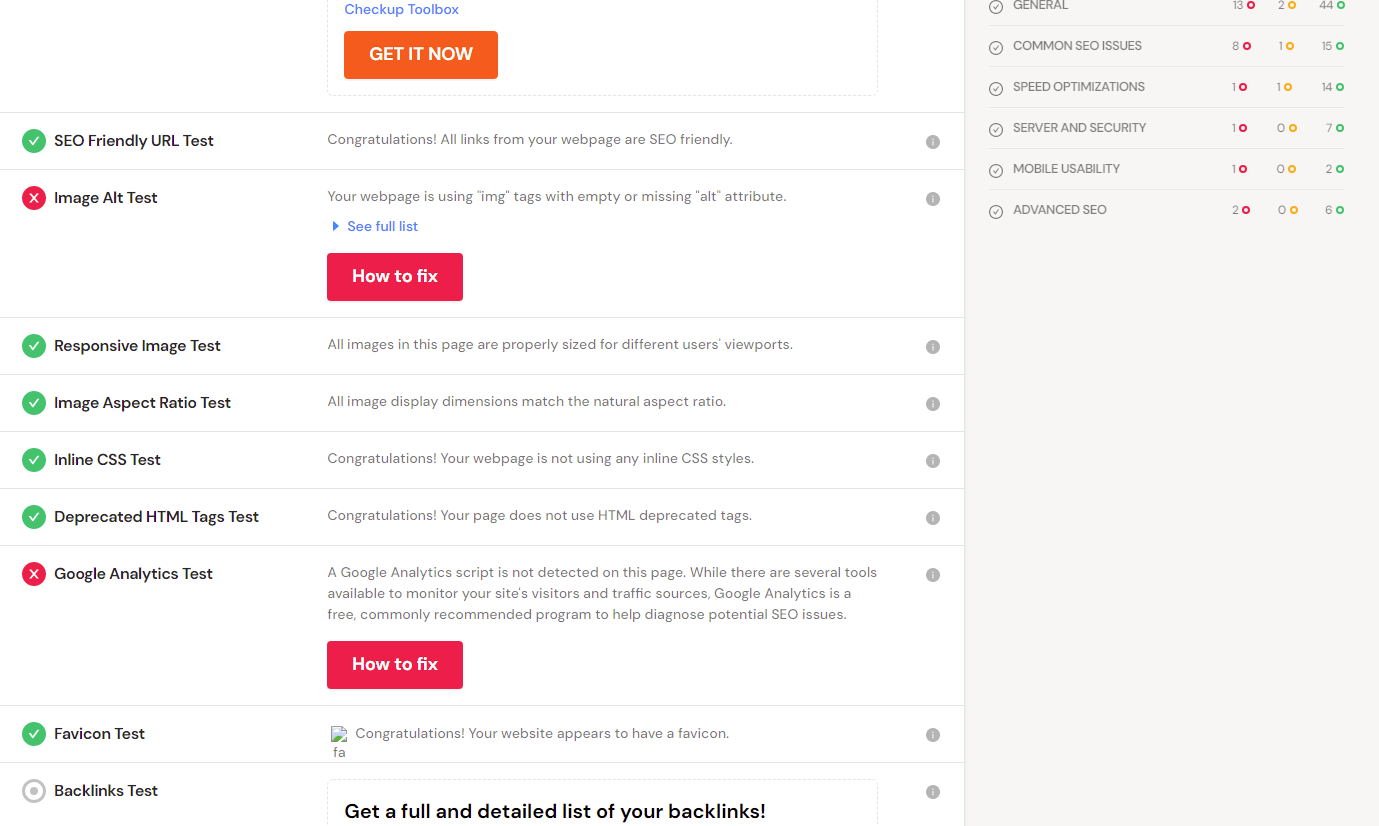 Checkup Toolbox
GET IT NOW
SEO Friendly URL Test
Congratulations! All links from your webpage are SEO friendly.
Image Alt Test
Your webpage is using "img" tags with empty or missing "alt" attribute.
See full list
How to fix
Responsive Image Test
All images in this page are properly sized for different users' viewports.
Image Aspect Ratio Test
All image display dimensions match the natural aspect ratio.
Inline CSS Test
Congratulations! Your webpage is not using any inline CSS styles.
Deprecated HTML Tags Test
Congratulations! Your page does not use HTML deprecated tags.
Google Analytics Test
A Google Analytics script is not detected on this page. While there are several tools
available to monitor your site's visitors and traffic sources, Google Analytics is a
free, commonly recommended program to help diagnose potential SEO issues.
How to fix
Favicon Test
fa
Congratulations! Your website appears to have a favicon.
Backlinks Test
Get a full and detailed list of your backlinks!
GENERAL 13 2 44
COMMON SEO ISSUES 8 1 15
SPEED OPTIMIZATIONS 1 1 14
SERVER AND SECURITY 1 0 7
MOBILE USABILITY 1 0 2
ADVANCED SEO 2 0 6